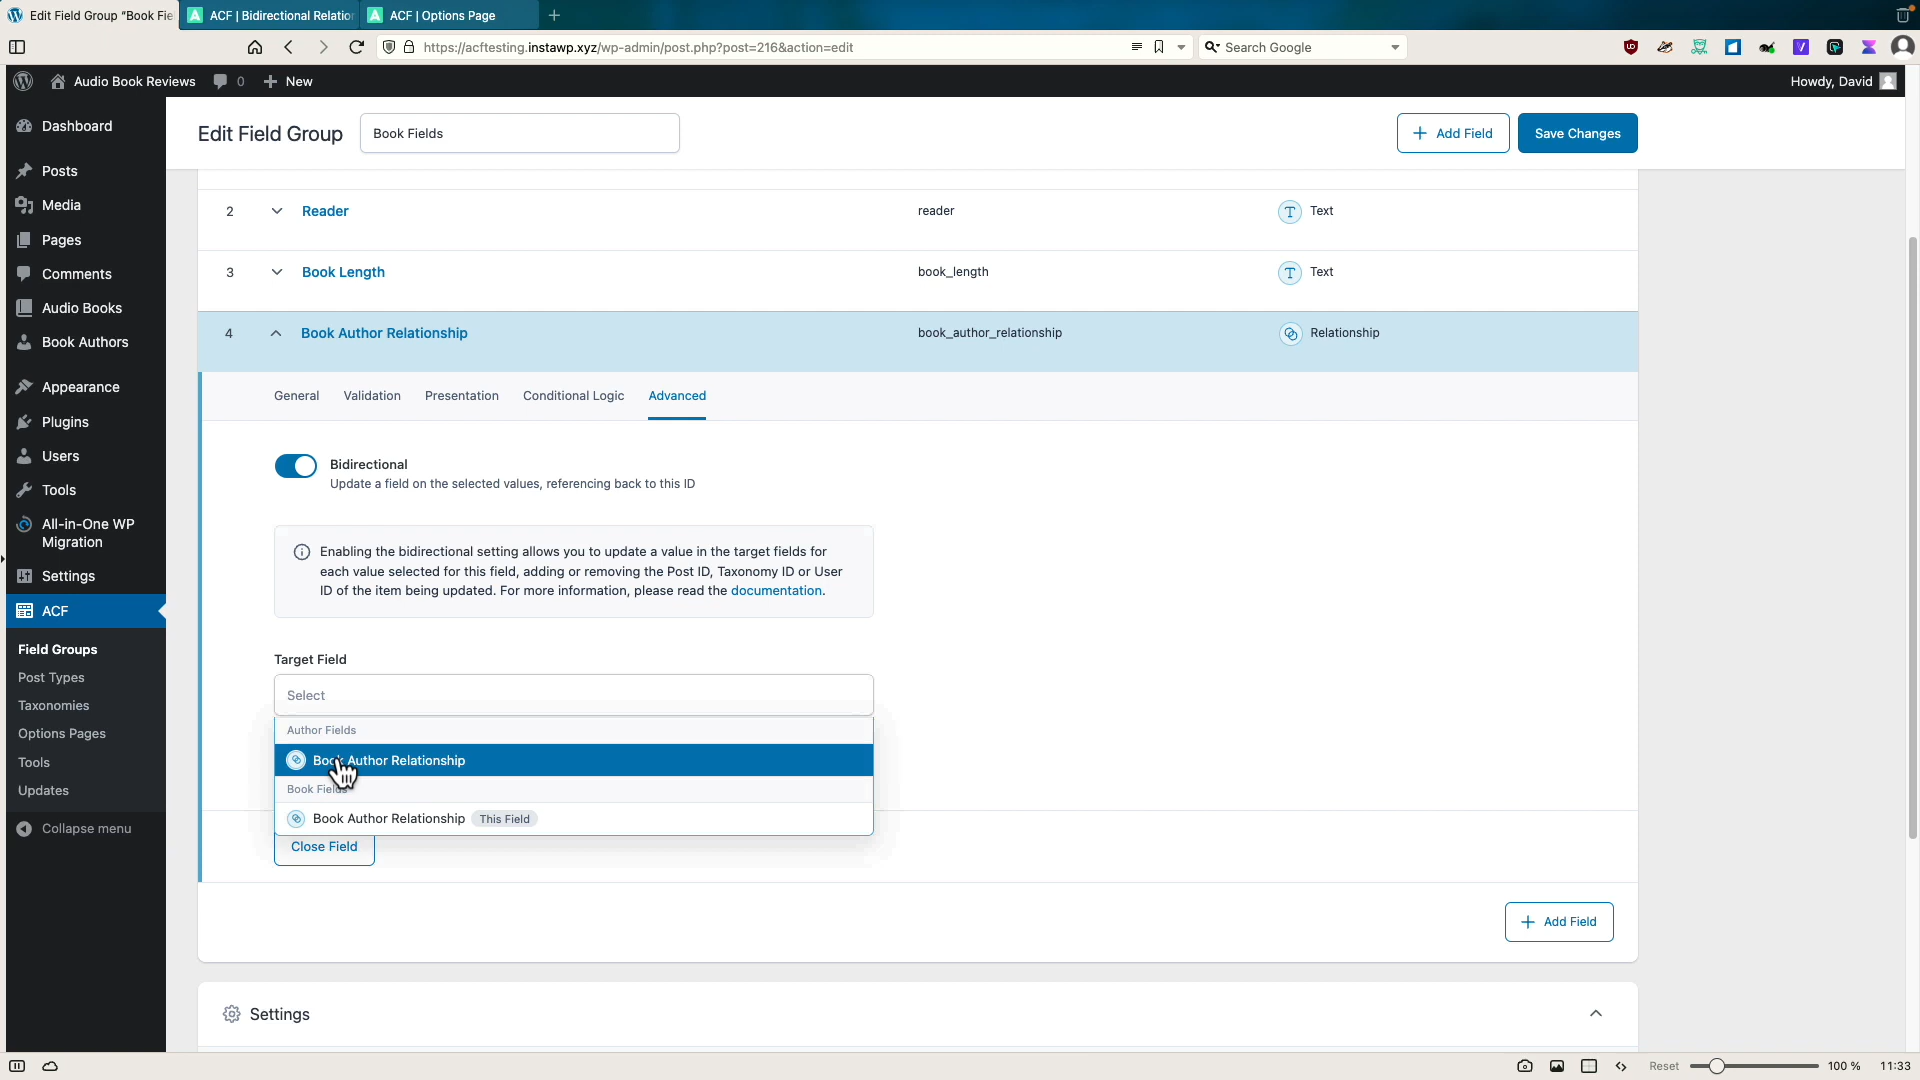 Edit Field Group “Book Fie
ACF | Bidirectional Relation
ACF | Options Page
https://acftesting.instawp.xyz/wp-admin/post.php?post=216&action=edit
Search Google
Audio Book Reviews
0
New
Howdy, David
Dashboard
Posts
Media
Pages
Comments
Audio Books
Book Authors
Appearance
Plugins
Users
Tools
All-in-One WP
Migration
Settings
ACF
Field Groups
Post Types
Taxonomies
Options Pages
Tools
Updates
Collapse menu
Edit Field Group
Book Fields
+ Add Field
Save Changes
2 Reader reader Text
3 Book Length book_length Text
4 Book Author Relationship book_author_relationship Relationship
General Validation Presentation Conditional Logic Advanced
Bidirectional
Update a field on the selected values, referencing back to this ID
Enabling the bidirectional setting allows you to update a value in the target fields for
each value selected for this field, adding or removing the Post ID, Taxonomy ID or User
ID of the item being updated. For more information, please read the documentation.
Target Field
Select
Author Fields
Book Author Relationship
Book Fields
Book Author Relationship This Field
Close Field
+ Add Field
Settings
Reset 100 % 11:33